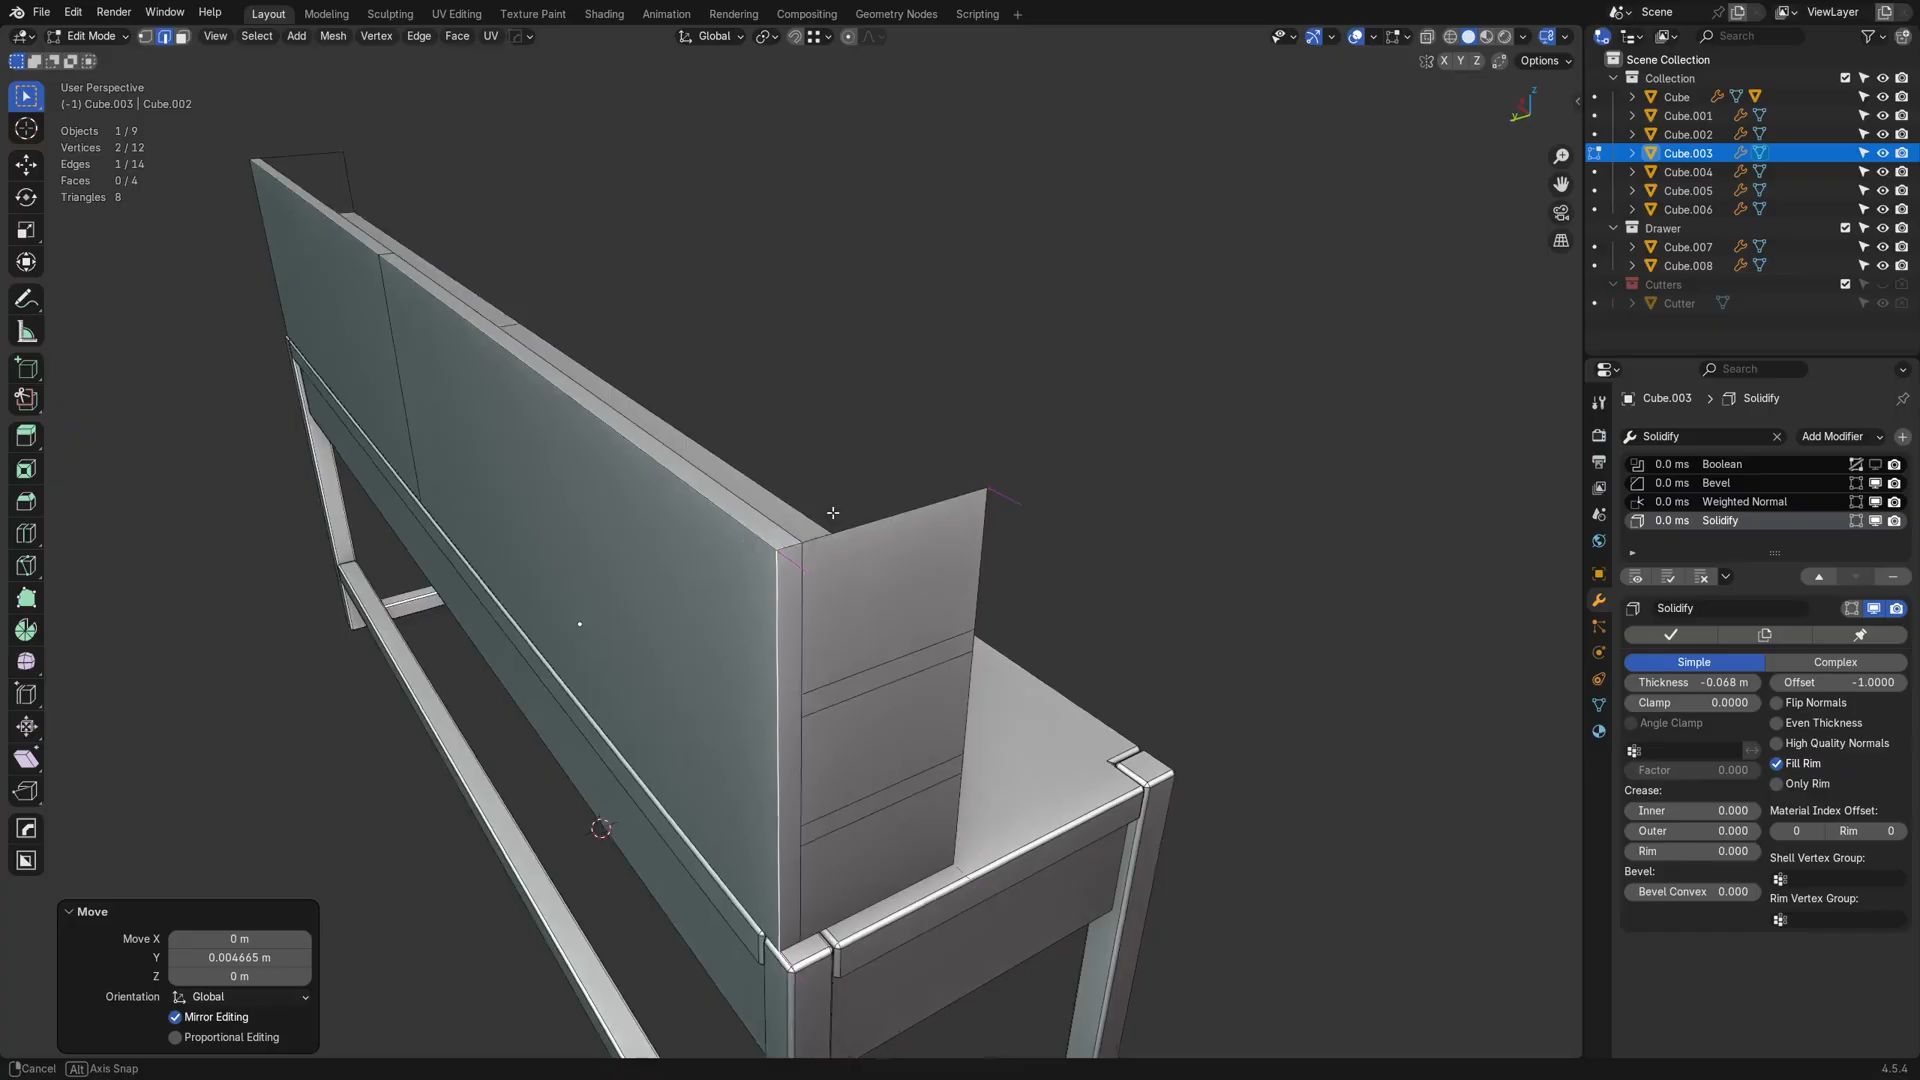 File Edit Render Window Help Layout Modeling Sculpting UV Editing Texture Paint Shading Animation Rendering Compositing Geometry Nodes Scripting Scene ViewLayer
Edit Mode View Select Add Mesh Vertex Edge Face UV Global Search
X Y Z Options
User Perspective
(-1) Cube.003 | Cube.002
Objects 1 / 9
Vertices 2 / 12
Edges 1 / 14
Faces 0 / 4
Triangles 8
z
y
Scene Collection
Collection
Cube
Cube.001
Cube.002
Cube.003
Cube.004
Cube.005
Cube.006
Drawer
Cube.007
Cube.008
Cutters
Cutter
Search
Cube.003 Solidify
Solidify Add Modifier
0.0 ms Boolean
0.0 ms Bevel
0.0 ms Weighted Normal
0.0 ms Solidify
Solidify
Simple Complex
Thickness -0.068 m Offset -1.0000
Clamp 0.0000 Flip Normals
Angle Clamp Even Thickness
High Quality Normals
Factor 0.000 Fill Rim
Crease: Only Rim
Inner 0.000 Material Index Offset:
Outer 0.000 0 Rim 0
Rim 0.000 Shell Vertex Group:
Bevel:
Bevel Convex 0.000 Rim Vertex Group:
Move
Move X 0 m
Y 0.004665 m
Z 0 m
Orientation Global
Mirror Editing
Proportional Editing
Cancel Alt Axis Snap 4.5.4